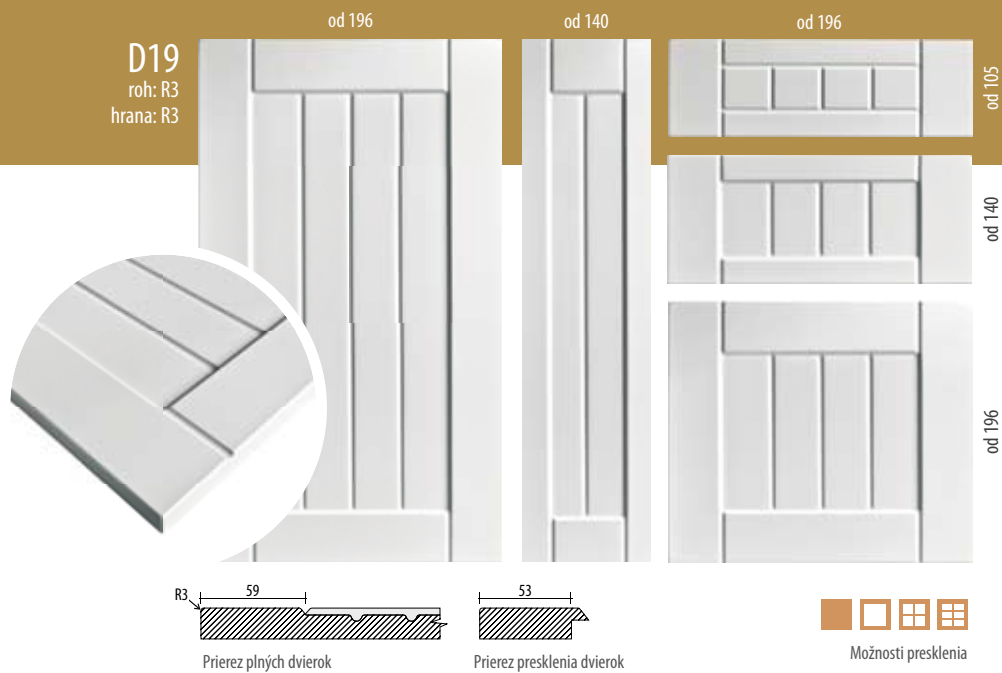 od 196
od 140
od 196
D19
roh: R3
hrana: R3
od 105
od 140
od 196
R3
59
53
Prierez plných dvierok
Prierez presklenia dvierok
Možnosti presklenia